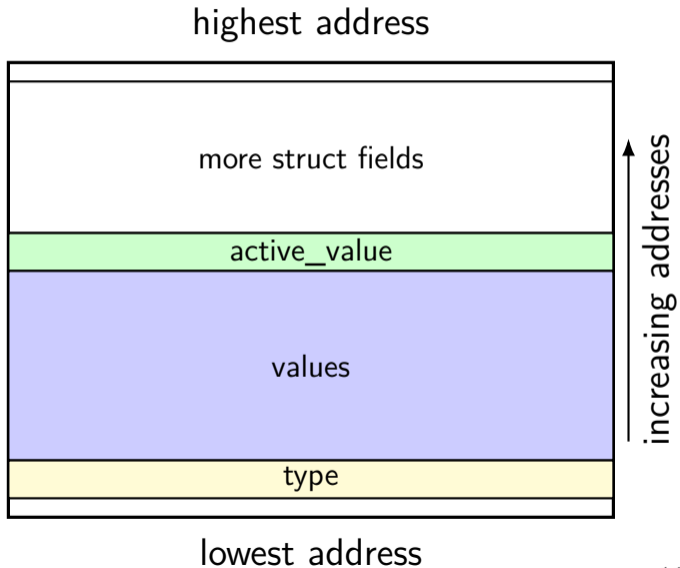 highest address
more struct fields
active_value
values
type
increasing addresses
lowest address